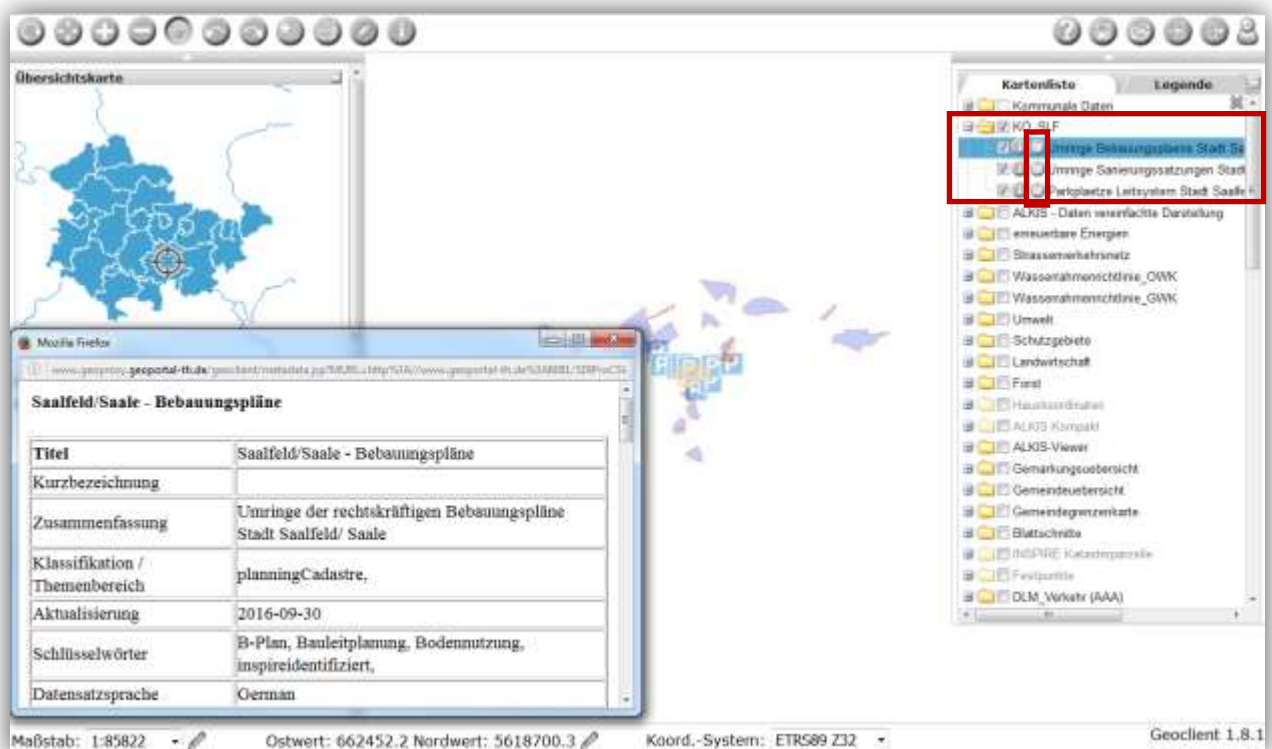 Übersichtskarte
Kartenliste Legende
Kommunale Daten
KO_SLF
Umringe Bebauungsplaene Stadt Sa
Umringe Sanierungssatzungen Stadt
Parkplaetze Leitsystem Stadt Saalfe
ALKIS - Daten vereinfachte Darstellung
erneuerbare Energien
Strassenverkehrsnetz
Wasserrahmenrichtlinie_OWK
Wasserrahmenrichtlinie_GWK
Umwelt
Schutzgebiete
Landwirtschaft
Forst
Hauskoordinaten
ALKIS Kompakt
ALKIS-Viewer
Gemarkungsuebersicht
Gemeindeuebersicht
Gemeindegrenzenkarte
Blattschnitte
INSPIRE Katasterparzelle
Festpunkte
DLM_Verkehr (AAA)
Mozilla Firefox
Saalfeld/Saale - Bebauungspläne
Titel Saalfeld/Saale - Bebauungspläne
Kurzbezeichnung
Zusammenfassung Umringe der rechtskräftigen Bebauungspläne
Stadt Saalfeld/ Saale
Klassifikation /
Themenbereich planningCadastre,
Aktualisierung 2016-09-30
Schlüsselwörter B-Plan, Bauleitplanung, Bodennutzung,
inspireidentifiziert,
Datensatzsprache German
P P P P
Maßstab: 1:85822 Ostwert: 662452.2 Nordwert: 5618700.3 Koord.-System: ETRS89 Z32 Geoclient 1.8.1